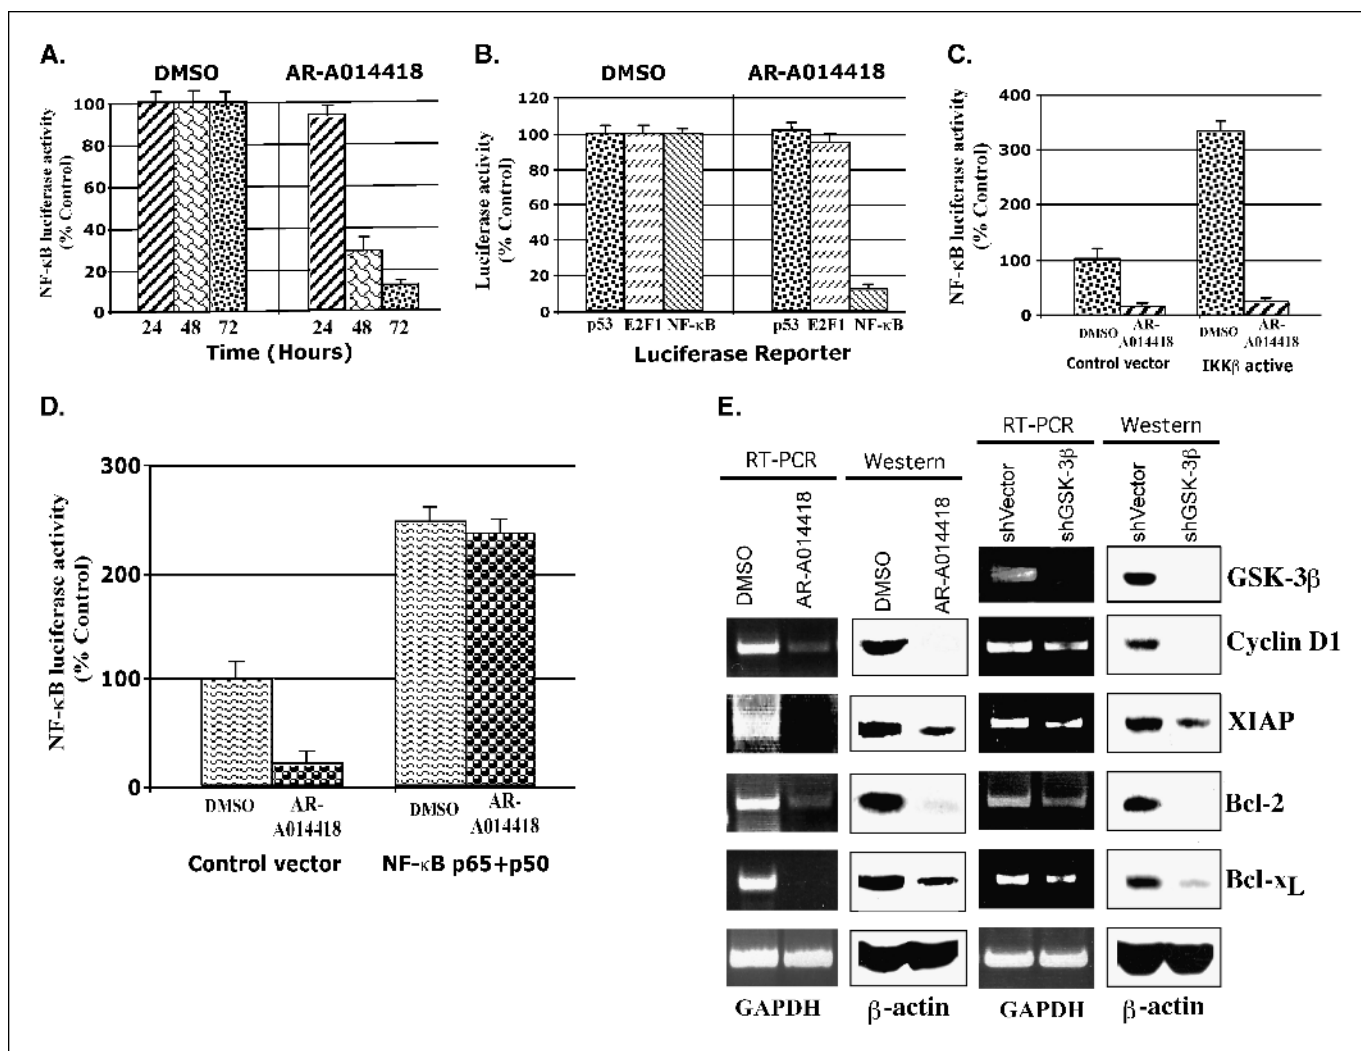 A.
DMSO AR-A014418
NF-κB luciferase activity
(% Control)
100
80
60
40
20
0
24 48 72 24 48 72
Time (Hours)
B.
DMSO AR-A014418
Luciferase activity
(% Control)
120
100
80
60
40
20
0
p53 E2F1 NF-κB p53 E2F1 NF-κB
Luciferase Reporter
C.
NF-κB luciferase activity
(% Control)
400
300
200
100
0
DMSO AR-
A014418
DMSO AR-
A014418
Control vector IKKβ active
D.
NF-κB luciferase activity
(% Control)
300
200
100
0
DMSO AR-
A014418
DMSO AR-
A014418
Control vector NF-κB p65+p50
E.
RT-PCR Western RT-PCR Western
DMSO AR-A014418 DMSO AR-A014418 shVector shGSK-3β shVector shGSK-3β
GSK-3β
Cyclin D1
XIAP
Bcl-2
Bcl-xL
GAPDH β-actin GAPDH β-actin